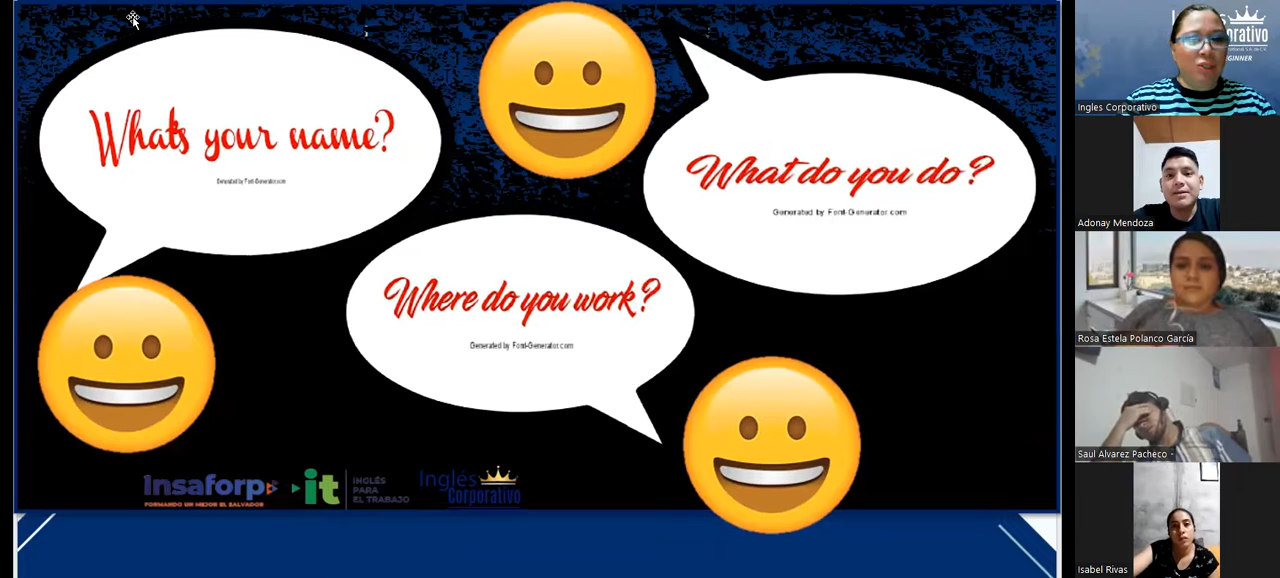 What's your name?
Generated by Font-Generator.com
What do you do?
Generated by Font-Generator.com
Where do you work?
Generated by Font-Generator.com
insaforp
FORMANDO UN MEJOR EL SALVADOR
it
INGLÉS
PARA
EL TRABAJO
Inglés
Corporativo
Ingles Corporativo
Adonay Mendoza
Rosa Estela Polanco García
Saul Alvarez Pacheco -
Isabel Rivas